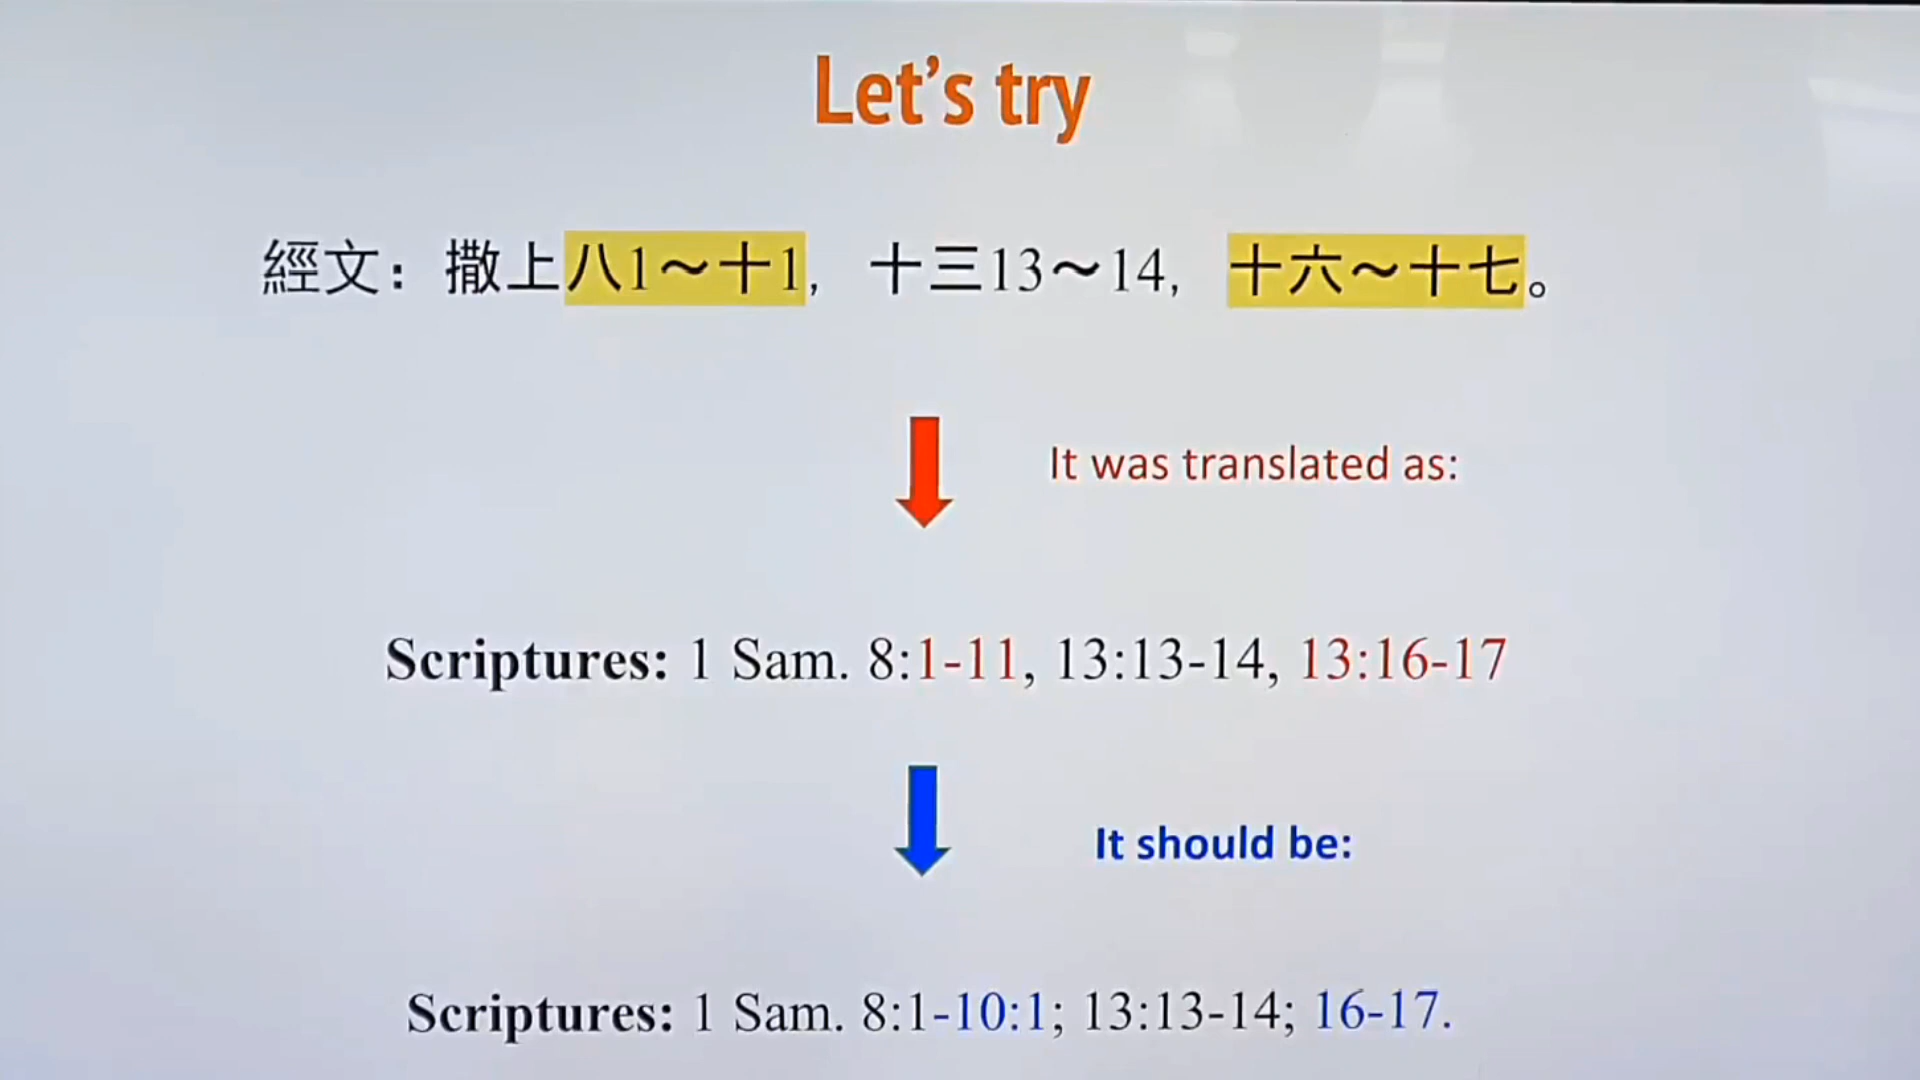 Let's try
經文：撒上八1～十1，十三13～14，十六～十七。
It was translated as:
Scriptures: 1 Sam. 8:1-11, 13:13-14, 13:16-17
It should be:
Scriptures: 1 Sam. 8:1-10:1; 13:13-14; 16-17.